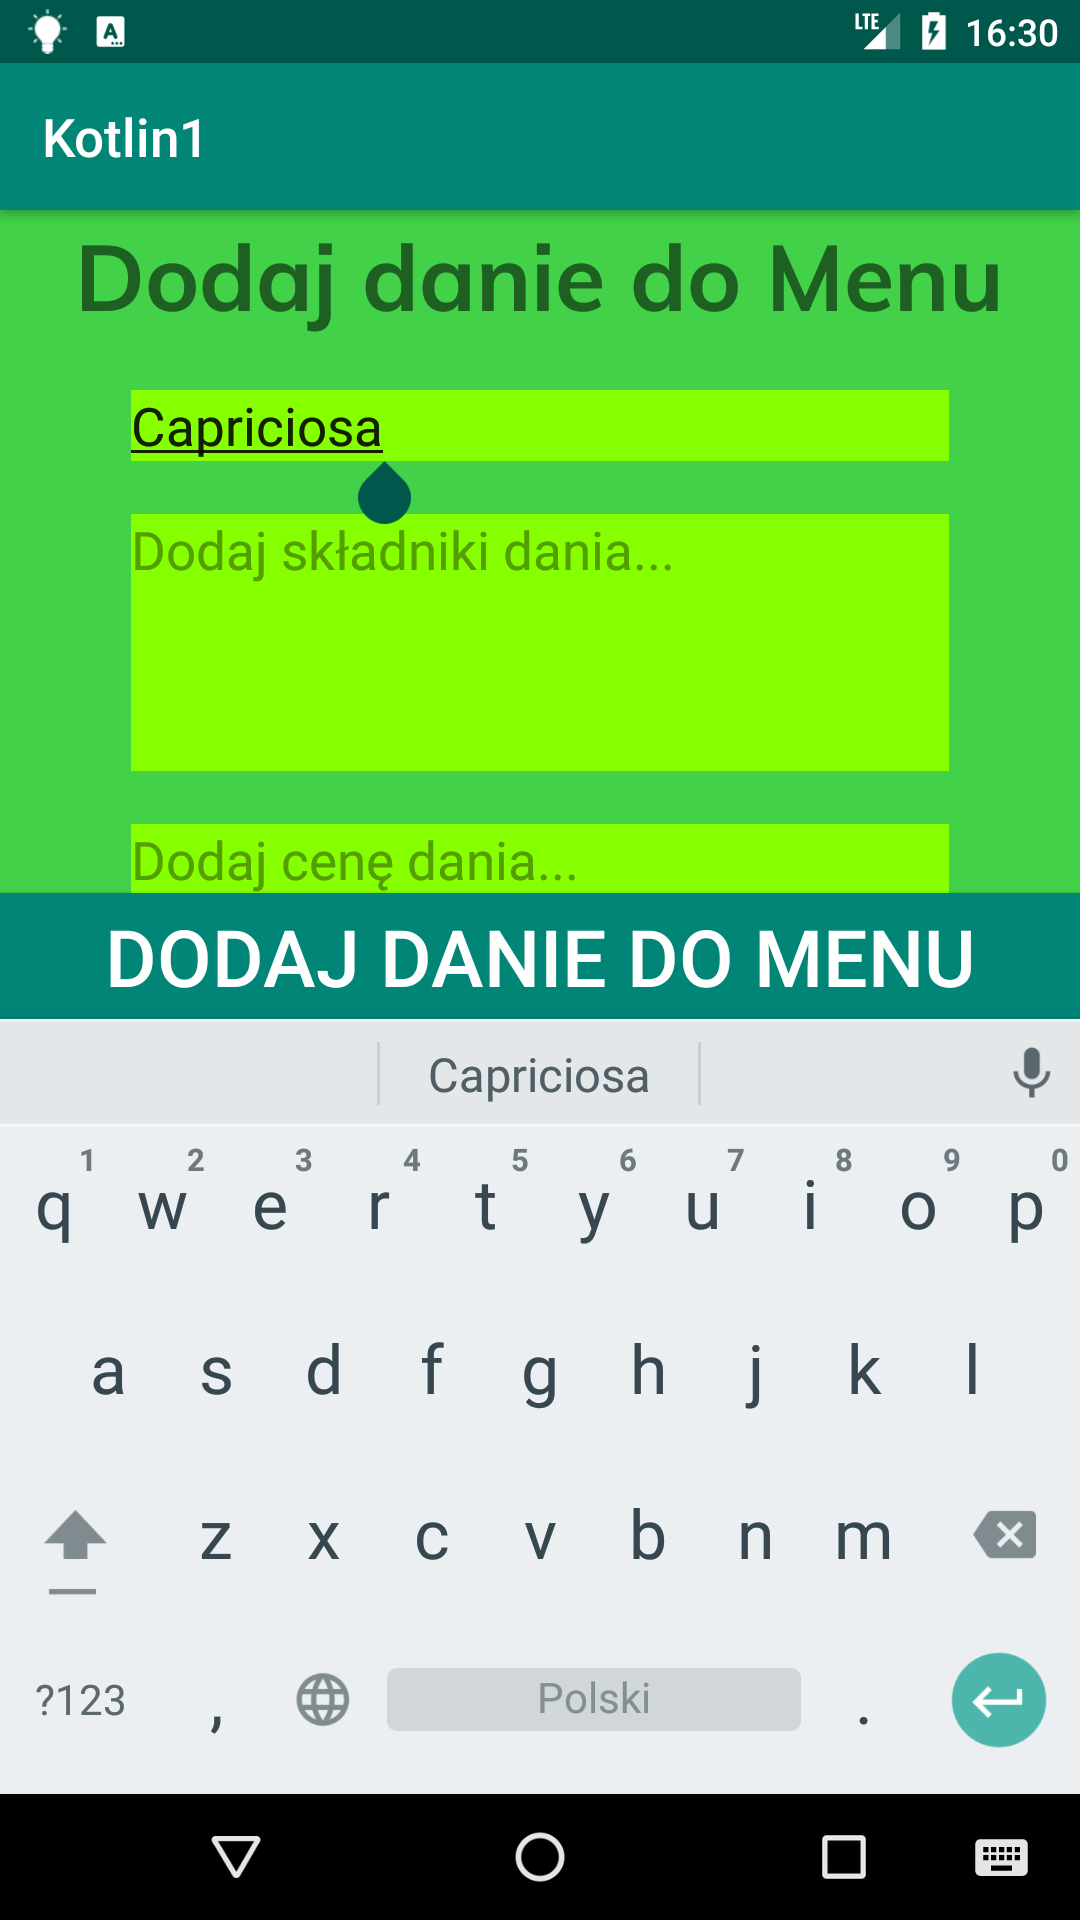 LTE 16:30
Kotlin1
Dodaj danie do Menu
Capriciosa
Dodaj składniki dania...
Dodaj cenę dania...
DODAJ DANIE DO MENU
Capriciosa
1 2 3 4 5 6 7 8 9 0
q w e r t y u i o p
a s d f g h j k l
z x c v b n m
?123 , Polski .